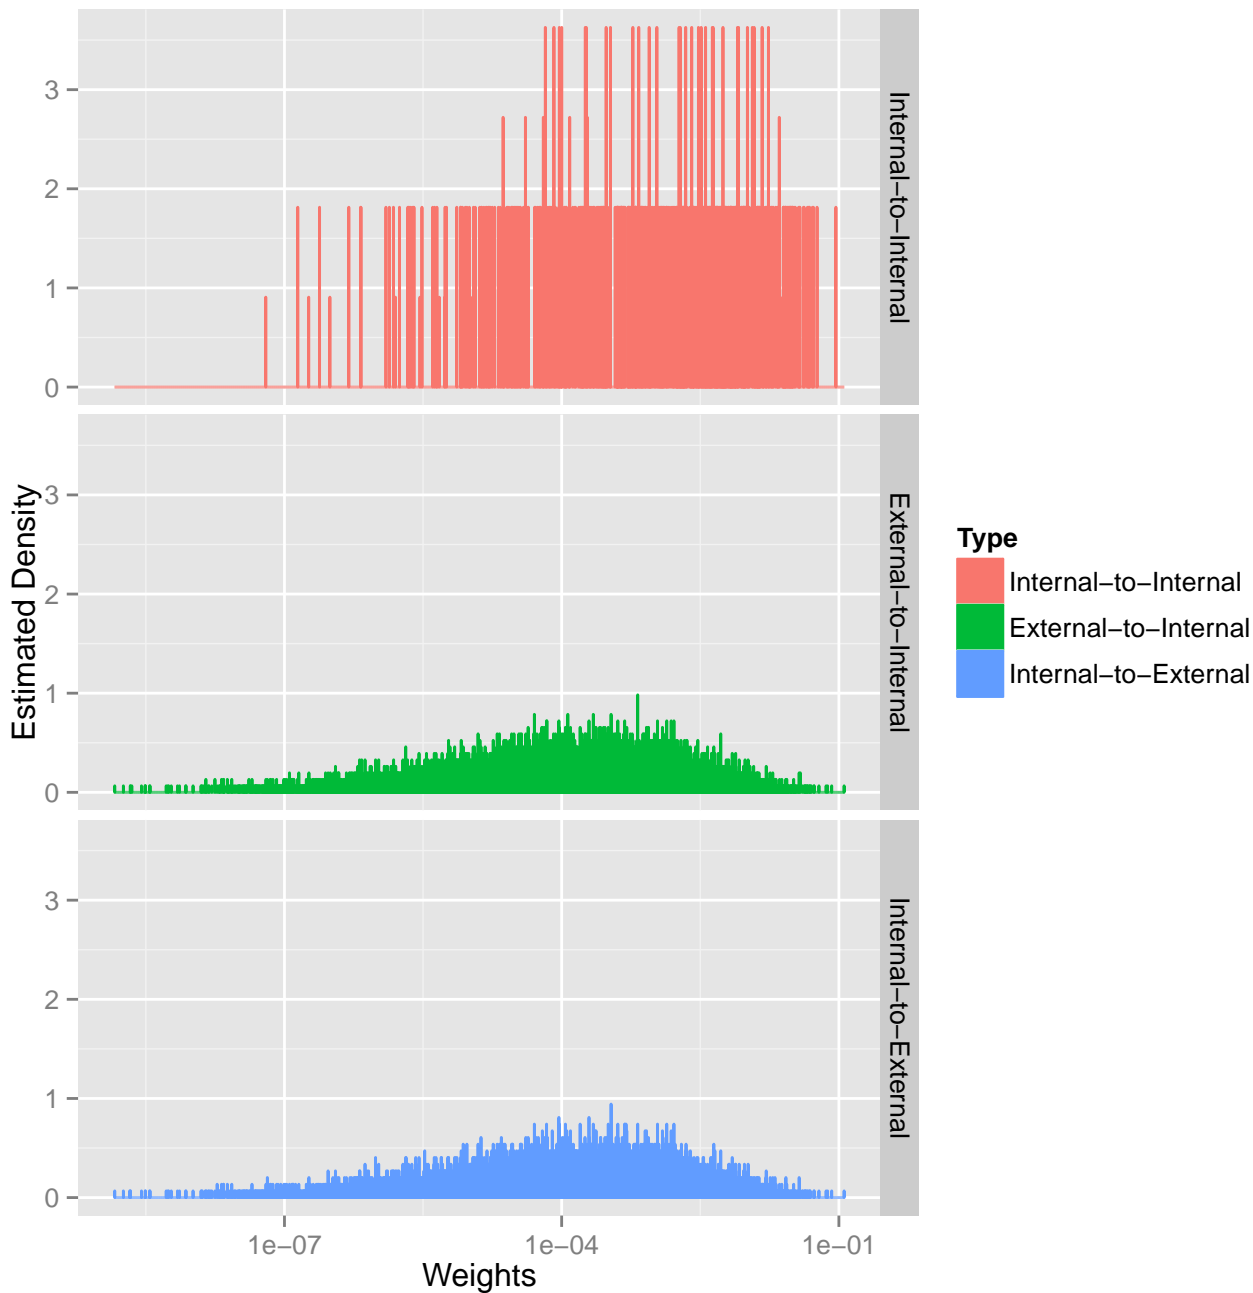 3
2
1
0
Internal−to−Internal
3
2
1
0
External−to−Internal
3
2
1
0
Internal−to−External
Estimated Density
1e−07
1e−04
1e−01
Weights
Type
Internal−to−Internal
External−to−Internal
Internal−to−External